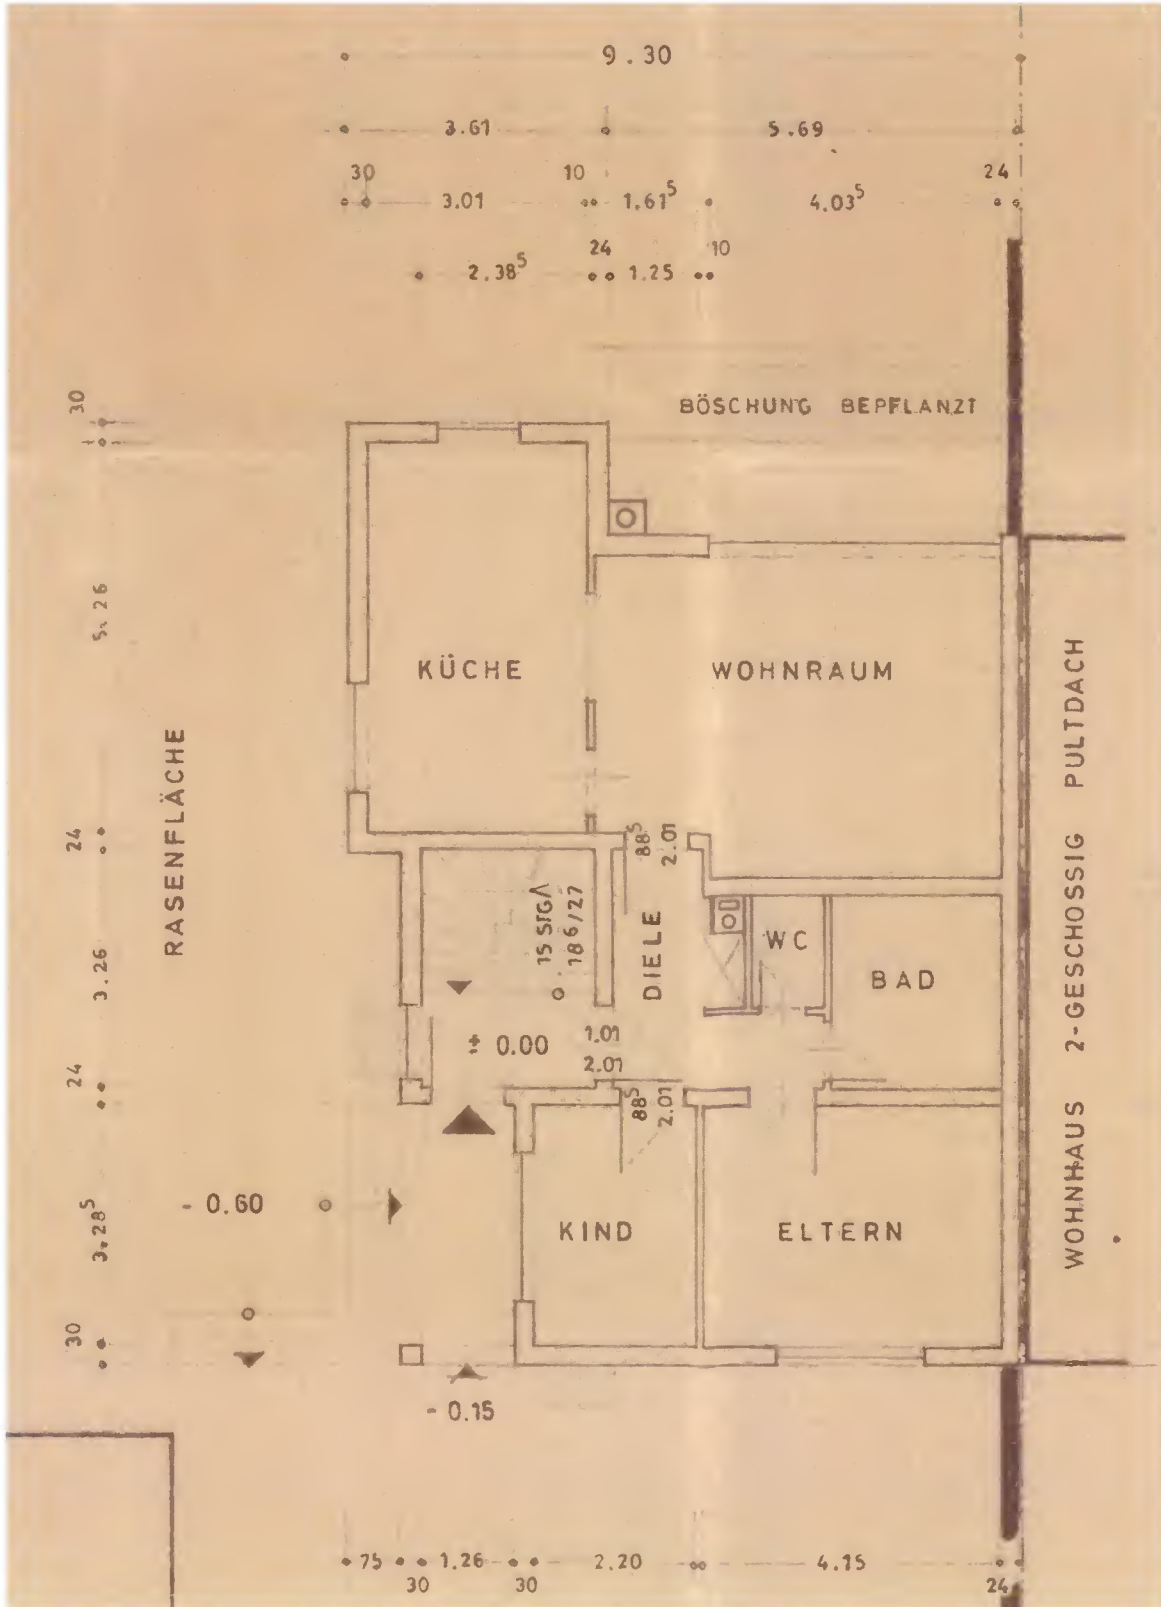 9.30
3.61 5.69
30 10 24
3.01 1.61⁵ 4.03⁵
24 10
2.38⁵ 1.25
BÖSCHUNG BEPFLANZT
30
5.26
24
3.26
24
3.28⁵
30
RASENFLÄCHE
KÜCHE
WOHNRAUM
88⁵
2.01
15 STGA
18 6/27
DIELE
WC
BAD
± 0.00
1.01
2.01
88⁵
2.01
- 0.60
KIND
ELTERN
- 0.15
WOHNHAUS 2-GESCHOSSIG PULTDACH
75 1.26 2.20 4.15
30 30 24